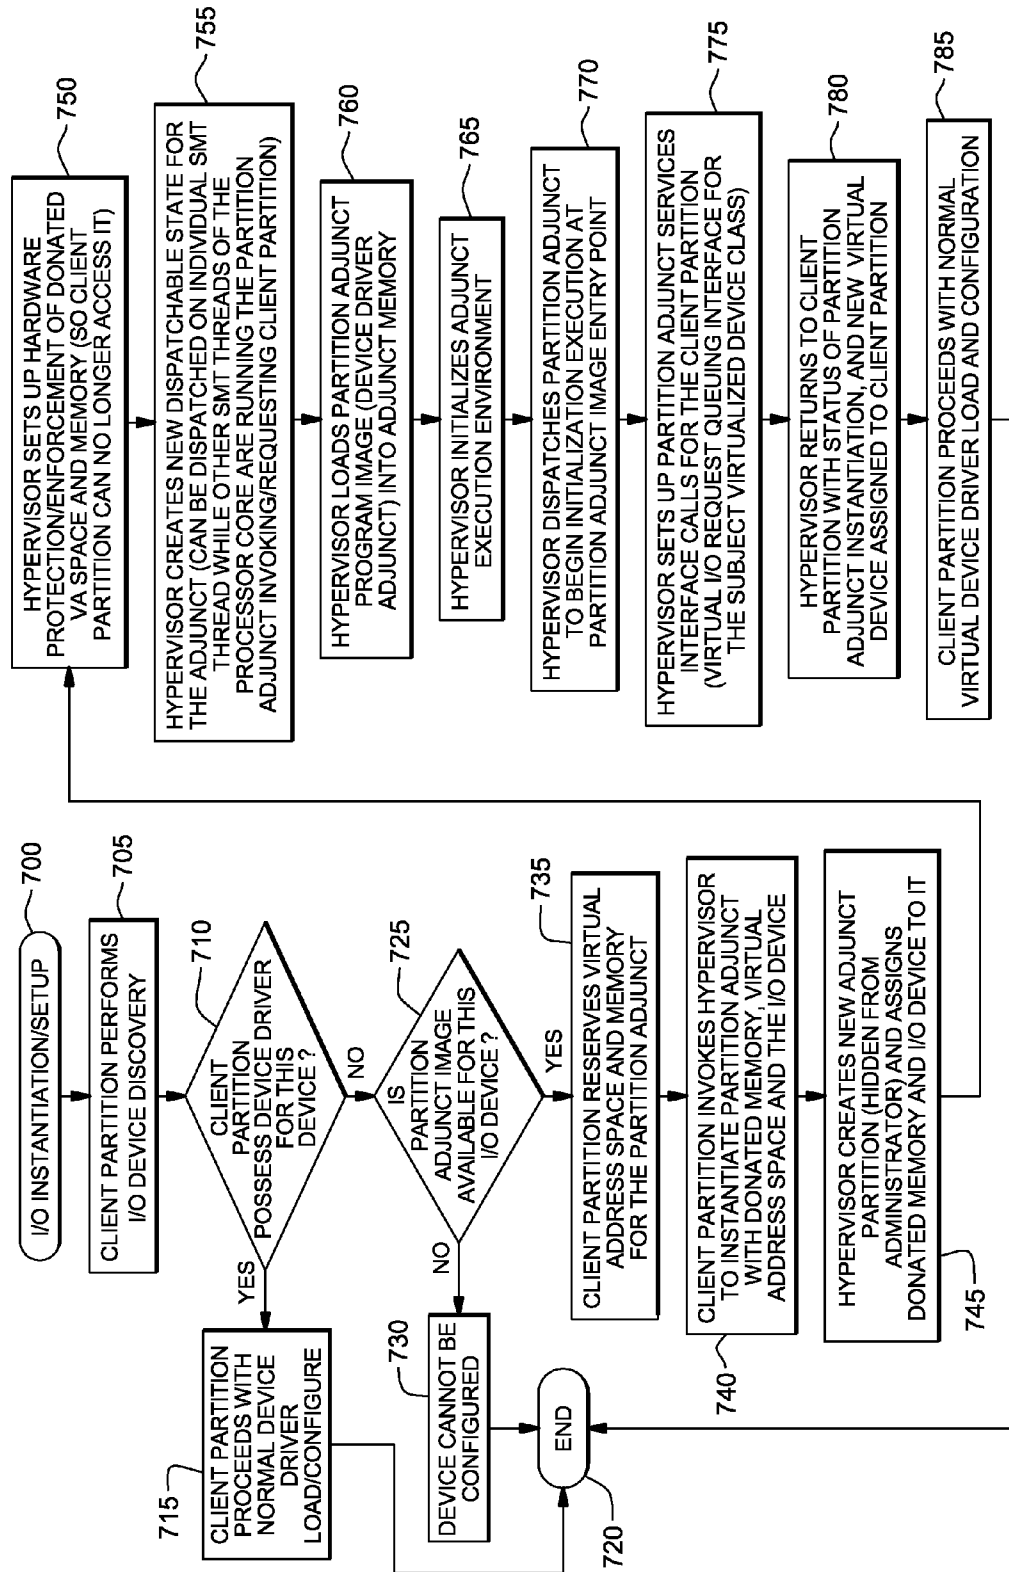 I/O INSTANTIATION/SETUP
700
CLIENT PARTITION PERFORMS
I/O DEVICE DISCOVERY
705
CLIENT
PARTITION
POSSESS DEVICE DRIVER
FOR THIS
DEVICE ?
710
YES
NO
CLIENT PARTITION
PROCEEDS WITH
NORMAL DEVICE
DRIVER
LOAD/CONFIGURE
715
IS
PARTITION
ADJUNCT IMAGE
AVAILABLE FOR THIS
I/O DEVICE ?
725
NO
YES
DEVICE CANNOT BE
CONFIGURED
730
END
720
CLIENT PARTITION RESERVES VIRTUAL
ADDRESS SPACE AND MEMORY
FOR THE PARTITION ADJUNCT
735
CLIENT PARTITION INVOKES HYPERVISOR
TO INSTANTIATE PARTITION ADJUNCT
WITH DONATED MEMORY, VIRTUAL
ADDRESS SPACE AND THE I/O DEVICE
740
HYPERVISOR CREATES NEW ADJUNCT
PARTITION (HIDDEN FROM
ADMINISTRATOR) AND ASSIGNS
DONATED MEMORY AND I/O DEVICE TO IT
745
HYPERVISOR SETS UP HARDWARE
PROTECTION/ENFORCEMENT OF DONATED
VA SPACE AND MEMORY (SO CLIENT
PARTITION CAN NO LONGER ACCESS IT)
750
HYPERVISOR CREATES NEW DISPATCHABLE STATE FOR
THE ADJUNCT (CAN BE DISPATCHED ON INDIVIDUAL SMT
THREAD WHILE OTHER SMT THREADS OF THE
PROCESSOR CORE ARE RUNNING THE PARTITION
ADJUNCT INVOKING/REQUESTING CLIENT PARTITION)
755
HYPERVISOR LOADS PARTITION ADJUNCT
PROGRAM IMAGE (DEVICE DRIVER
ADJUNCT) INTO ADJUNCT MEMORY
760
HYPERVISOR INITIALIZES ADJUNCT
EXECUTION ENVIRONMENT
765
HYPERVISOR DISPATCHES PARTITION ADJUNCT
TO BEGIN INITIALIZATION EXECUTION AT
PARTITION ADJUNCT IMAGE ENTRY POINT
770
HYPERVISOR SETS UP PARTITION ADJUNCT SERVICES
INTERFACE CALLS FOR THE CLIENT PARTITION
(VIRTUAL I/O REQUEST QUEUING INTERFACE FOR
THE SUBJECT VIRTUALIZED DEVICE CLASS)
775
HYPERVISOR RETURNS TO CLIENT
PARTITION WITH STATUS OF PARTITION
ADJUNCT INSTANTIATION, AND NEW VIRTUAL
DEVICE ASSIGNED TO CLIENT PARTITION
780
CLIENT PARTITION PROCEEDS WITH NORMAL
VIRTUAL DEVICE DRIVER LOAD AND CONFIGURATION
785